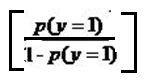 [p(y = 1)
1 - p(y = 1)]